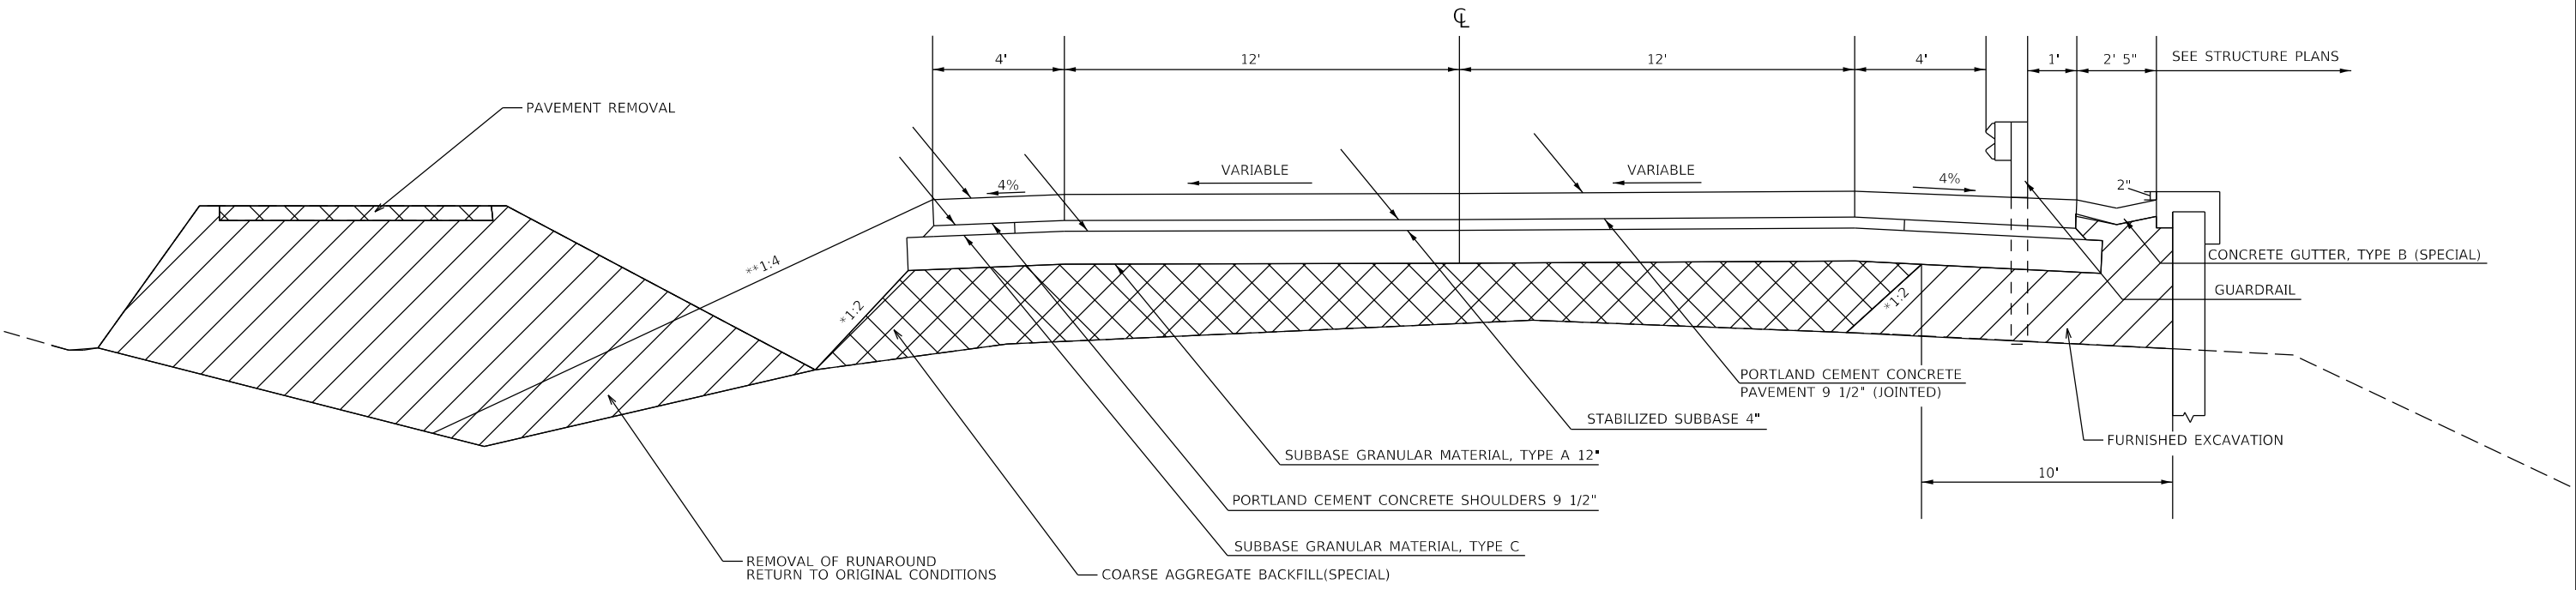 ℄
4'
12'
12'
4'
1'
2' 5"
SEE STRUCTURE PLANS
PAVEMENT REMOVAL
VARIABLE
VARIABLE
4%
4%
2"
**1:4
*1:2
*1:2
CONCRETE GUTTER, TYPE B (SPECIAL)
GUARDRAIL
PORTLAND CEMENT CONCRETE
PAVEMENT 9 1/2" (JOINTED)
STABILIZED SUBBASE 4"
FURNISHED EXCAVATION
SUBBASE GRANULAR MATERIAL, TYPE A 12"
10'
PORTLAND CEMENT CONCRETE SHOULDERS 9 1/2"
SUBBASE GRANULAR MATERIAL, TYPE C
REMOVAL OF RUNAROUND
RETURN TO ORIGINAL CONDITIONS
COARSE AGGREGATE BACKFILL(SPECIAL)